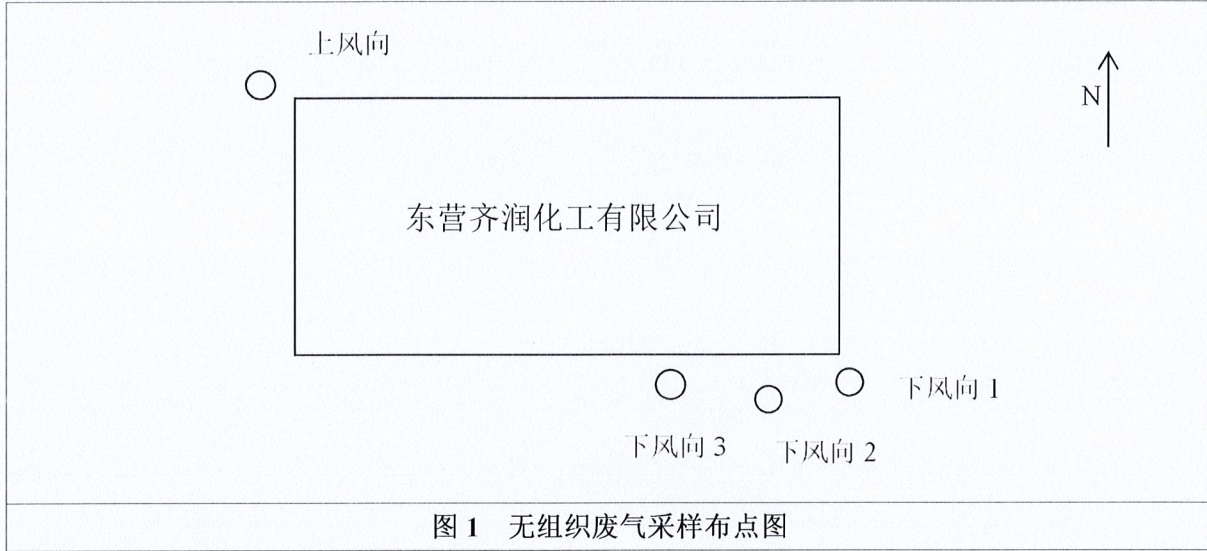 上风向
N
东营齐润化工有限公司
下风向 1
下风向 3
下风向 2
图 1 无组织废气采样布点图